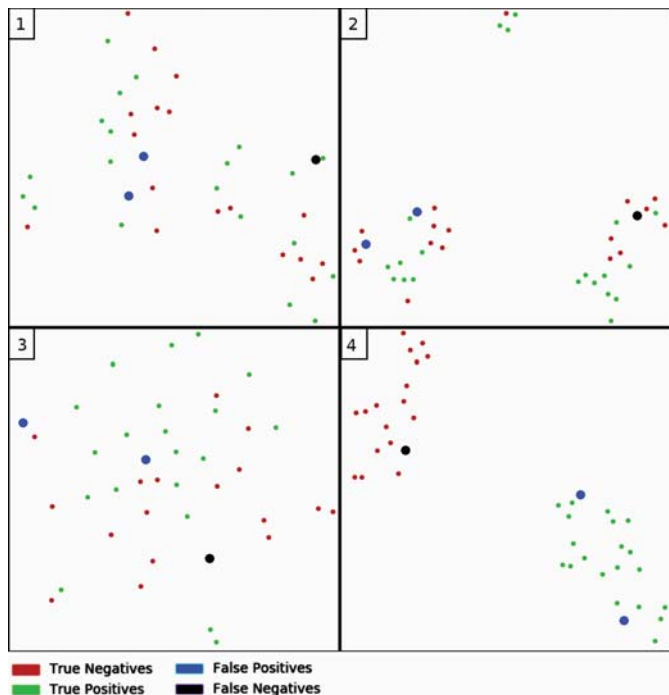 1
2
3
4
True Negatives
False Positives
True Positives
False Negatives